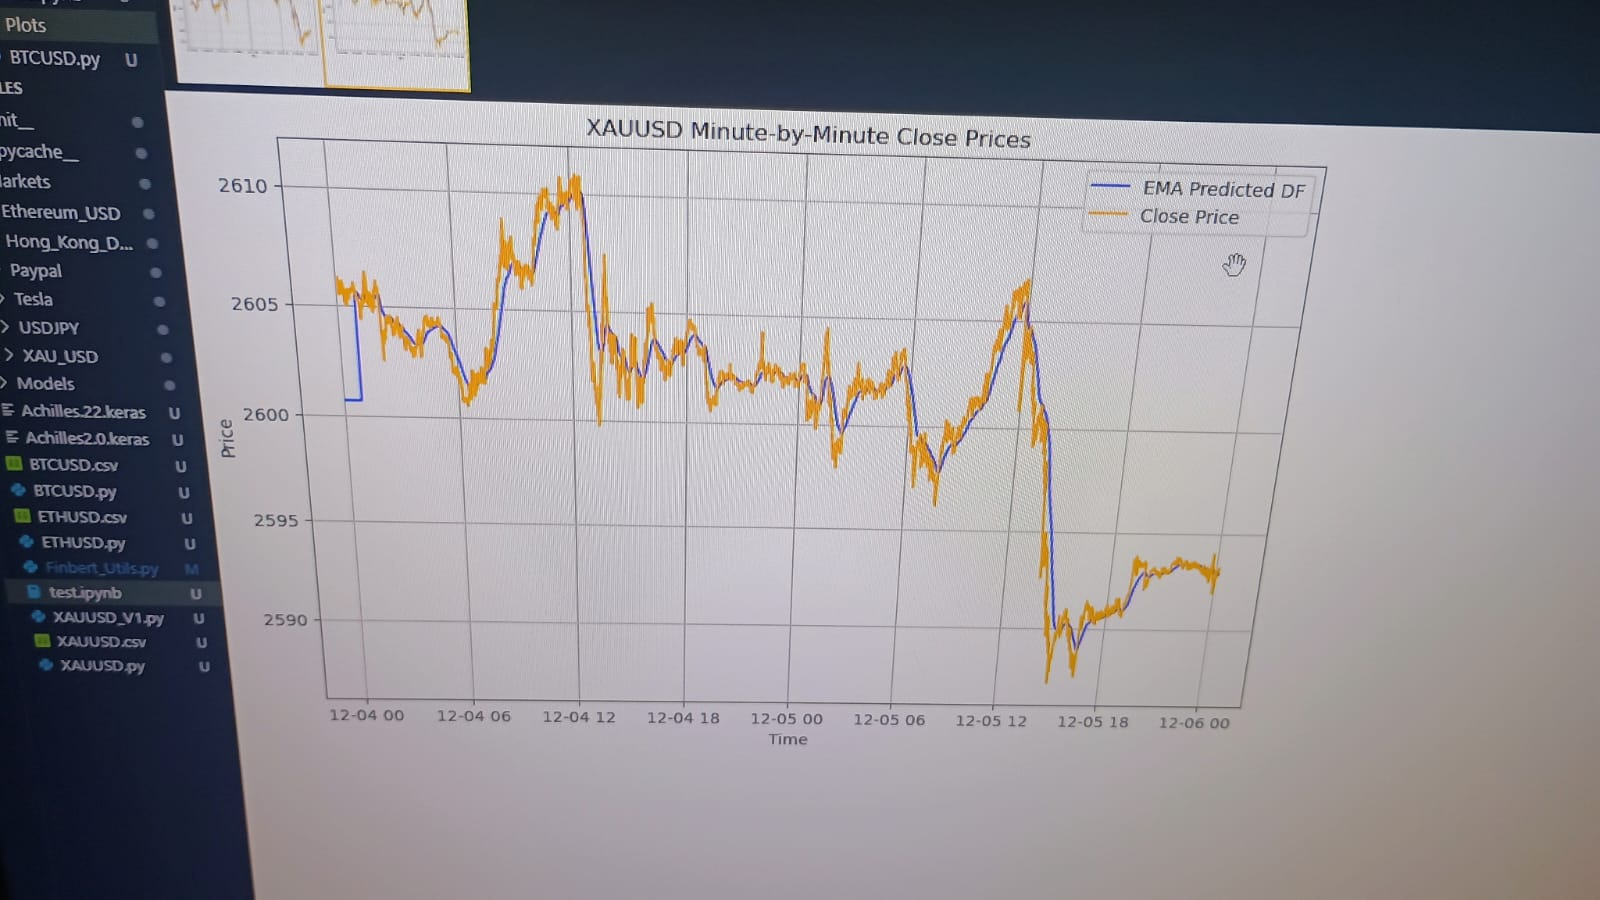 Plots
BTCUSD.py U
LES
nit__
pycache__
arkets
Ethereum_USD
Hong_Kong_D...
Paypal
Tesla
USDJPY
XAU_USD
Models
Achilles.22.keras U
Achilles2.0.keras U
BTCUSD.csv U
BTCUSD.py U
ETHUSD.csv U
ETHUSD.py U
Finbert_Utils.py M
test.ipynb U
XAUUSD_V1.py U
XAUUSD.csv U
XAUUSD.py U
XAUUSD Minute-by-Minute Close Prices
EMA Predicted DF
Close Price
Price
2610
2605
2600
2595
2590
12-04 00 12-04 06 12-04 12 12-04 18 12-05 00 12-05 06 12-05 12 12-05 18 12-06 00
Time